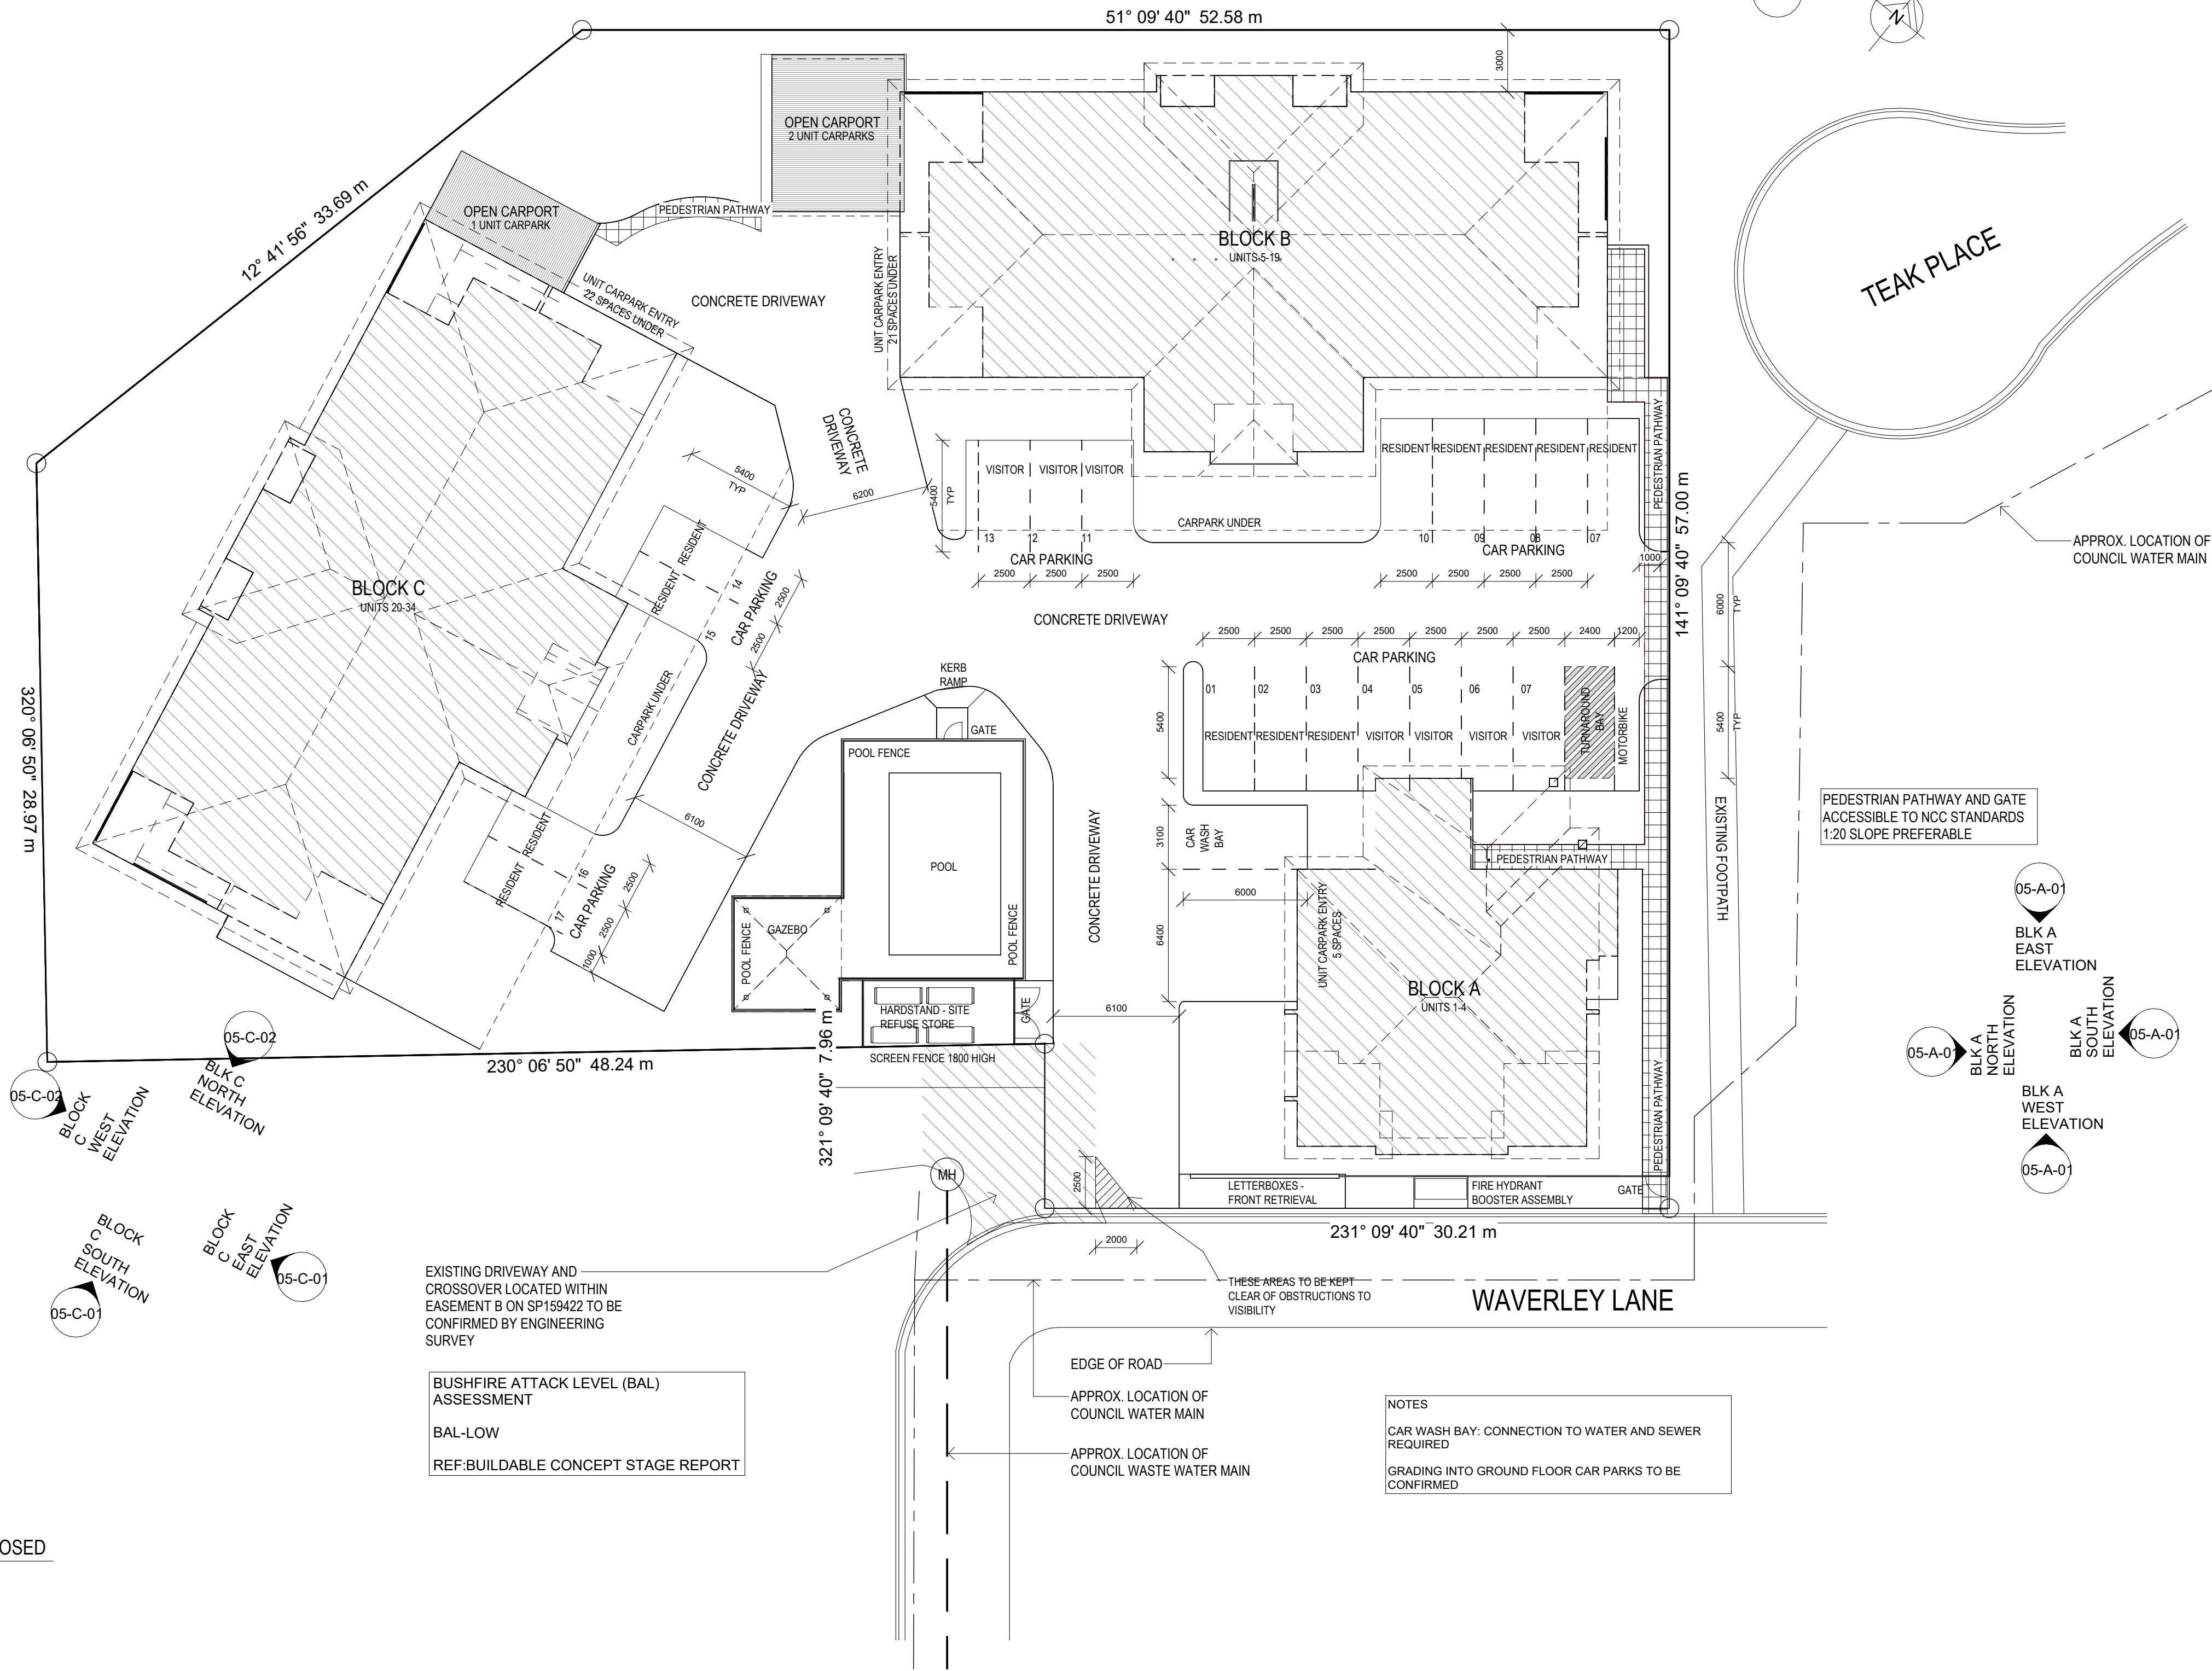 51° 09' 40" 52.58 m
N
3000
OPEN CARPORT
2 UNIT CARPARKS
12° 41' 56" 33.69 m
OPEN CARPORT
1 UNIT CARPARK
PEDESTRIAN PATHWAY
BLOCK B
UNITS 5-19
TEAK PLACE
UNIT CARPARK ENTRY
21 SPACES UNDER
UNIT CARPARK ENTRY
22 SPACES UNDER
CONCRETE DRIVEWAY
CONCRETE
DRIVEWAY
6200
5400
TYP
5400
TYP
VISITOR
VISITOR
VISITOR
RESIDENT
RESIDENT
RESIDENT
RESIDENT
RESIDENT
PEDESTRIAN PATHWAY
141° 09' 40" 57.00 m
CARPARK UNDER
13
12
11
CAR PARKING
2500
2500
2500
10
09
08
07
CAR PARKING
2500
2500
2500
2500
1000
APPROX. LOCATION OF
COUNCIL WATER MAIN
6000
TYP
5400
TYP
BLOCK C
UNITS 20-34
RESIDENT
RESIDENT
14
15
CAR PARKING
2500
2500
CONCRETE DRIVEWAY
2500
2500
2500
2500
2500
2500
2500
2400
1200
CAR PARKING
KERB
RAMP
GATE
01
02
03
04
05
06
07
5400
RESIDENT
RESIDENT
RESIDENT
VISITOR
VISITOR
VISITOR
VISITOR
TURNAROUND
BAY
MOTORBIKE
CARPARK UNDER
CONCRETE DRIVEWAY
POOL FENCE
320° 06' 50" 28.97 m
6100
POOL
CONCRETE DRIVEWAY
3100
CAR
WASH
BAY
PEDESTRIAN PATHWAY
EXISTING FOOTPATH
PEDESTRIAN PATHWAY AND GATE
ACCESSIBLE TO NCC STANDARDS
1:20 SLOPE PREFERABLE
RESIDENT
RESIDENT
16
17
CAR PARKING
2500
2500
1000
GAZEBO
POOL FENCE
POOL FENCE
6000
6400
UNIT CARPARK ENTRY
5 SPACES
05-A-01
BLK A
EAST
ELEVATION
BLOCK A
UNITS 1-4
HARDSTAND - SITE
REFUSE STORE
GATE
6100
05-A-01
BLK A
NORTH
ELEVATION
BLK A
SOUTH
ELEVATION
05-A-01
05-C-02
BLK C
NORTH
ELEVATION
230° 06' 50" 48.24 m
SCREEN FENCE 1800 HIGH
321° 09' 40" 7.96 m
05-C-02
BLOCK
C
WEST
ELEVATION
BLK A
WEST
ELEVATION
05-A-01
PEDESTRIAN PATHWAY
MH
2500
LETTERBOXES -
FRONT RETRIEVAL
FIRE HYDRANT
BOOSTER ASSEMBLY
GATE
BLOCK
C
SOUTH
ELEVATION
05-C-01
BLOCK
C
EAST
ELEVATION
05-C-01
2000
231° 09' 40" 30.21 m
EXISTING DRIVEWAY AND
CROSSOVER LOCATED WITHIN
EASEMENT B ON SP159422 TO BE
CONFIRMED BY ENGINEERING
SURVEY
THESE AREAS TO BE KEPT
CLEAR OF OBSTRUCTIONS TO
VISIBILITY
WAVERLEY LANE
EDGE OF ROAD
APPROX. LOCATION OF
COUNCIL WATER MAIN
APPROX. LOCATION OF
COUNCIL WASTE WATER MAIN
BUSHFIRE ATTACK LEVEL (BAL)
ASSESSMENT
BAL-LOW
REF:BUILDABLE CONCEPT STAGE REPORT
NOTES
CAR WASH BAY: CONNECTION TO WATER AND SEWER
REQUIRED
GRADING INTO GROUND FLOOR CAR PARKS TO BE
CONFIRMED
OSED